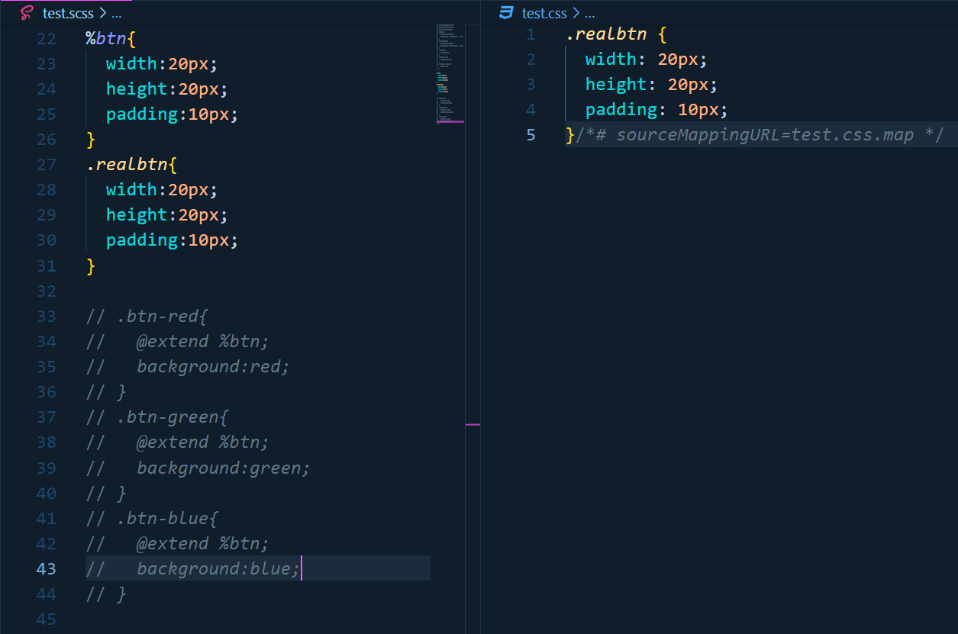 test.scss > ...
22 %btn{
23 width:20px;
24 height:20px;
25 padding:10px;
26 }
27 .realbtn{
28 width:20px;
29 height:20px;
30 padding:10px;
31 }
32
33 // .btn-red{
34 // @extend %btn;
35 // background:red;
36 // }
37 // .btn-green{
38 // @extend %btn;
39 // background:green;
40 // }
41 // .btn-blue{
42 // @extend %btn;
43 // background:blue;
44 // }
45
test.css > ...
1 .realbtn {
2 width: 20px;
3 height: 20px;
4 padding: 10px;
5 }/*# sourceMappingURL=test.css.map */